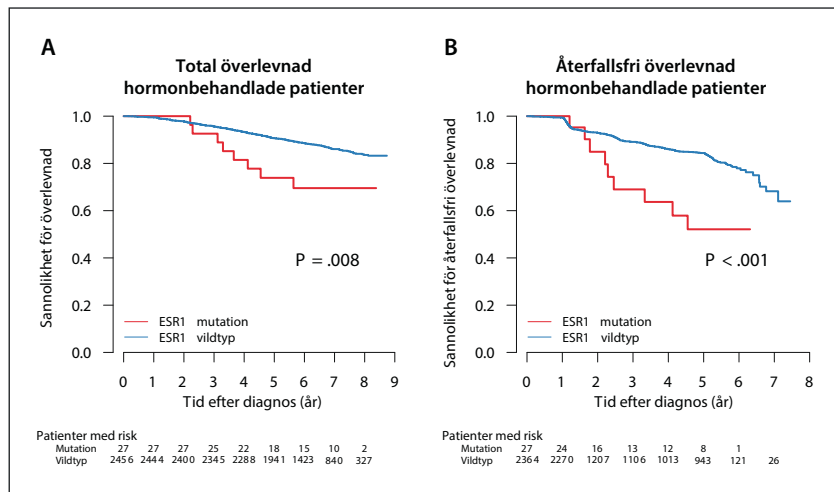 A
Total överlevnad
hormonbehandlade patienter
Sannolikhet för överlevnad
1.0
0.8
0.6
0.4
0.2
0.0
P = .008
ESR1 mutation
ESR1 vildtyp
0 1 2 3 4 5 6 7 8 9
Tid efter diagnos (år)
Patienter med risk
Mutation 27 27 27 25 22 18 15 10 2
Vildtyp 2456 2444 2400 2345 2288 1941 1423 840 327
B
Återfallsfri överlevnad
hormonbehandlade patienter
Sannolikhet för återfallsfri överlevnad
1.0
0.8
0.6
0.4
0.2
0.0
P < .001
ESR1 mutation
ESR1 vildtyp
0 1 2 3 4 5 6 7 8
Tid efter diagnos (år)
Patienter med risk
Mutation 27 24 16 13 12 8 1
Vildtyp 2364 2270 1207 1106 1013 943 121 26